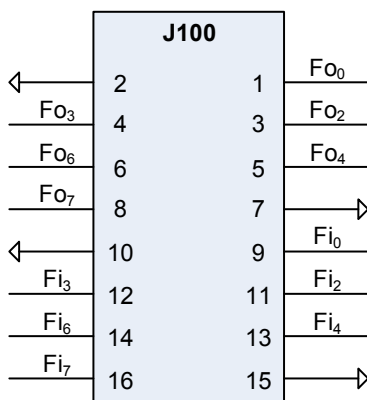 J100
2 1 Fo₀
Fo₃ 4 3 Fo₂
Fo₆ 6 5 Fo₄
Fo₇ 8 7
10 9 Fi₀
Fi₃ 12 11 Fi₂
Fi₆ 14 13 Fi₄
Fi₇ 16 15